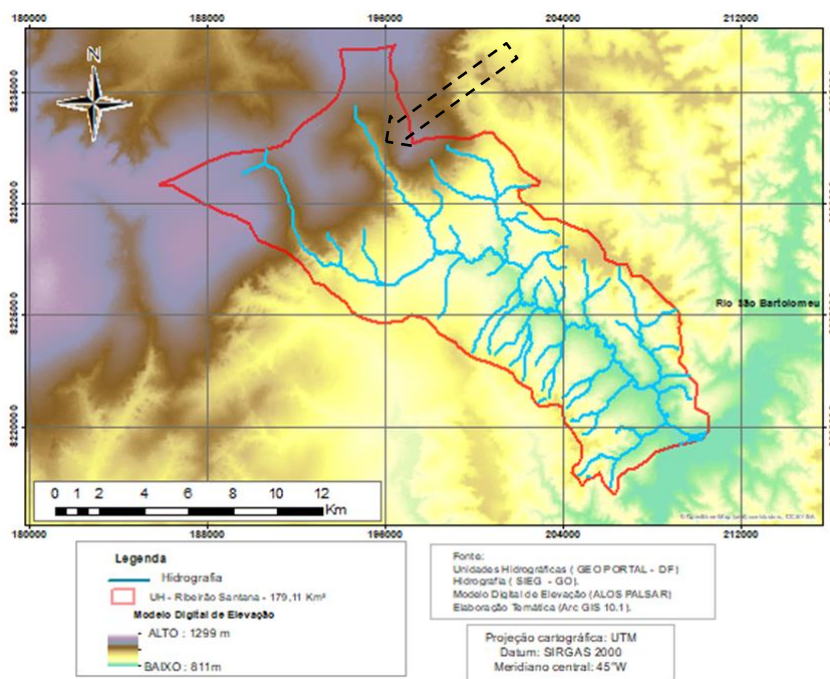 180000 188000 196000 204000 212000
N
8235000
8230000
Rio São Bartolomeu
8225000
8220000
0 1 2 4 6 8 10 12
Km
180000 188000 196000 204000 212000
Legenda
Hidrografia
UH - Ribeirão Santana - 179,11 Km²
Modelo Digital de Elevação
ALTO : 1299 m
BAIXO : 811m
Fonte:
Unidades Hidrográficas ( GEOPORTAL - DF)
Hidrografia ( SIEG - GO).
Modelo Digital de Elevação (ALOS PALSAR)
Elaboração Temática (Arc GIS 10.1).
Projeção cartográfica: UTM
Datum: SIRGAS 2000
Meridiano central: 45°W